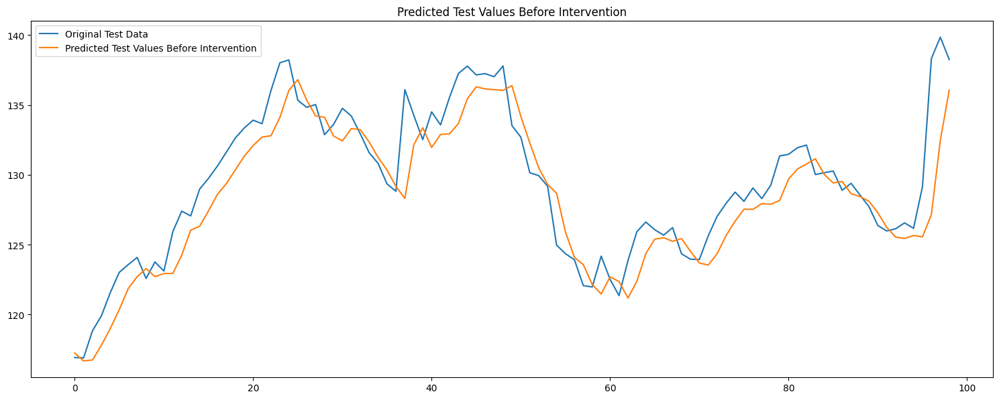 Predicted Test Values Before Intervention
Original Test Data
Predicted Test Values Before Intervention
140
135
130
125
120
0 20 40 60 80 100